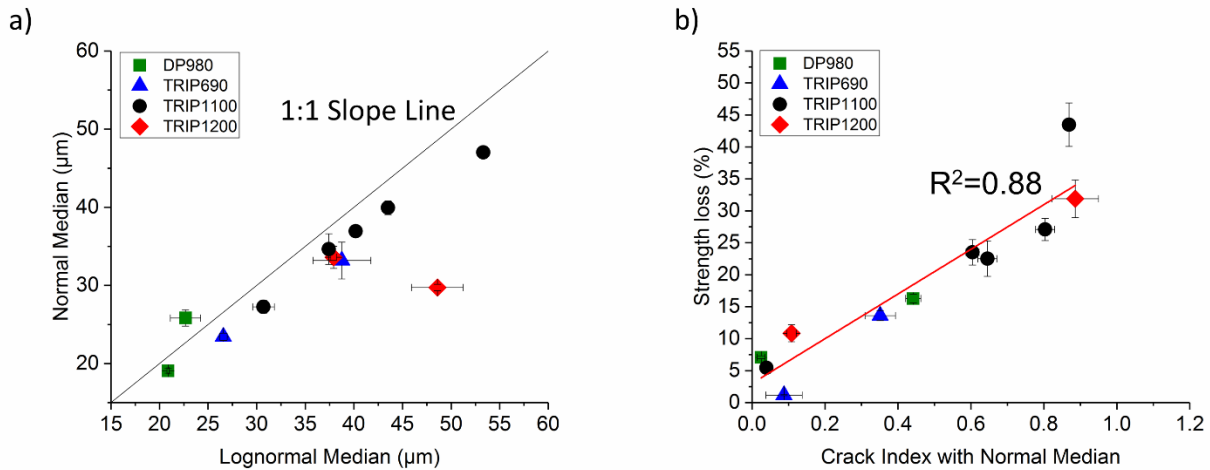 a)
60
50
40
30
20
Normal Median (μm)
DP980
TRIP690
TRIP1100
TRIP1200
1:1 Slope Line
15 20 25 30 35 40 45 50 55 60
Lognormal Median (μm)
b)
55
50
45
40
35
30
25
20
15
10
5
0
Strength loss (%)
DP980
TRIP690
TRIP1100
TRIP1200
R²=0.88
0.0 0.2 0.4 0.6 0.8 1.0 1.2
Crack Index with Normal Median